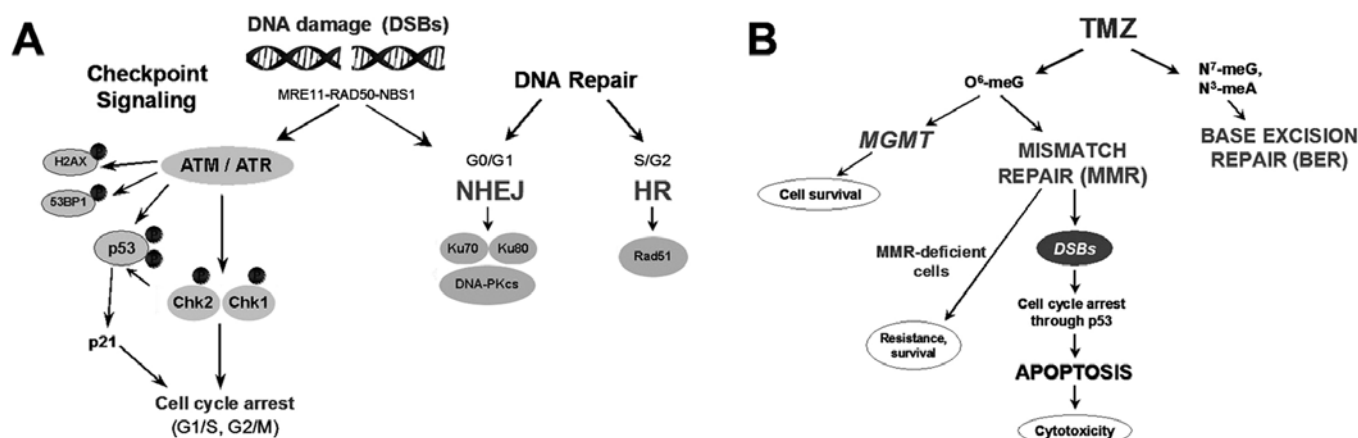 A
DNA damage (DSBs)
Checkpoint
Signaling
MRE11-RAD50-NBS1
DNA Repair
H2AX
ATM / ATR
53BP1
p53
Chk2
Chk1
p21
Cell cycle arrest
(G1/S, G2/M)
G0/G1
NHEJ
Ku70
Ku80
DNA-PKcs
S/G2
HR
Rad51
B
TMZ
O⁶-meG
N⁷-meG,
N³-meA
MGMT
Cell survival
MISMATCH
REPAIR (MMR)
BASE EXCISION
REPAIR (BER)
MMR-deficient
cells
Resistance,
survival
DSBs
Cell cycle arrest
through p53
APOPTOSIS
Cytotoxicity